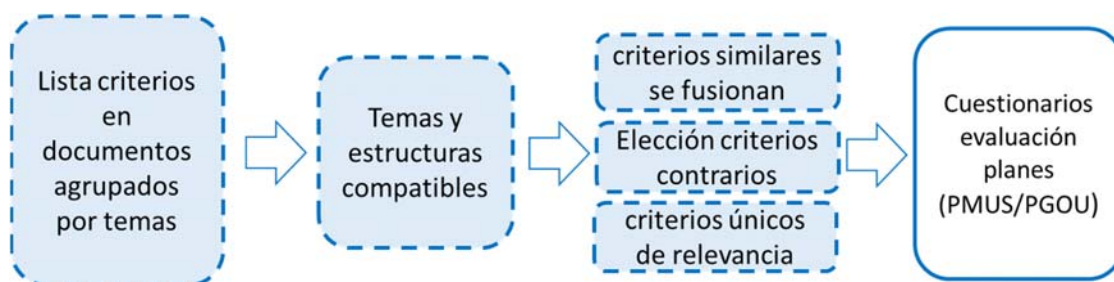 Lista criterios
en
documentos
agrupados
por temas
Temas y
estructuras
compatibles
criterios similares
se fusionan
Elección criterios
contrarios
criterios únicos
de relevancia
Cuestionarios
evaluación
planes
(PMUS/PGOU)